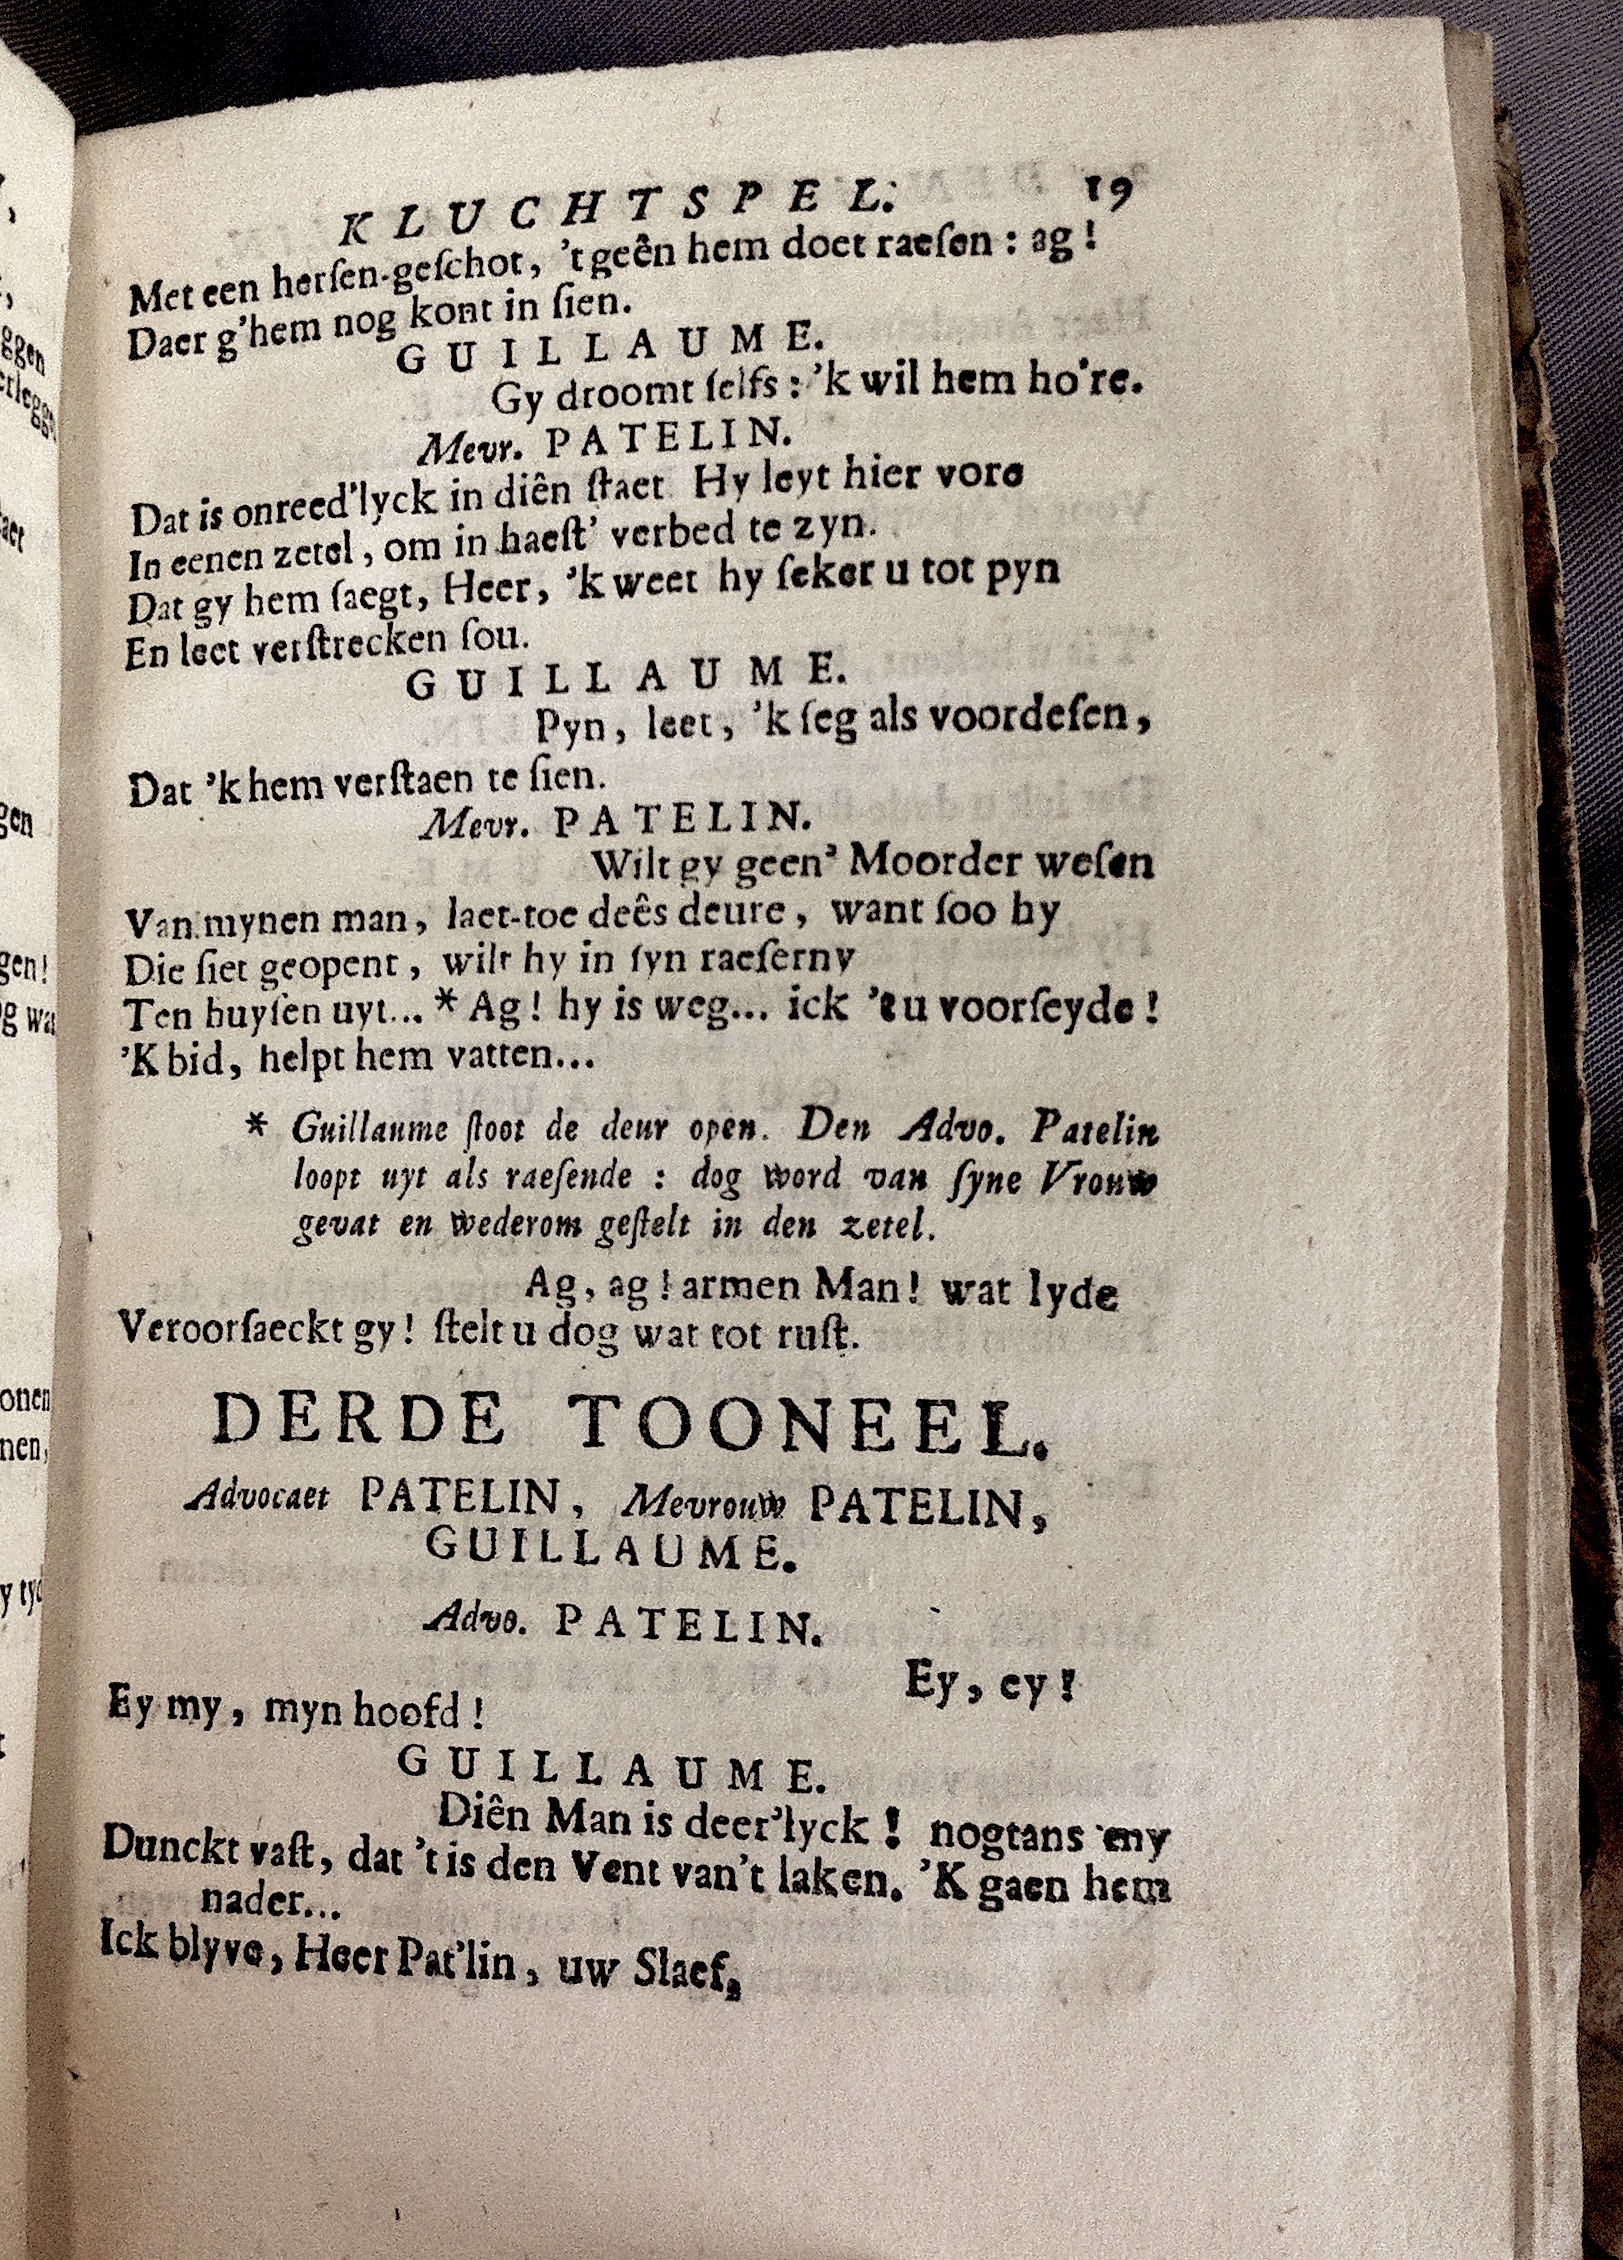 KLUCHTSPEL. 19
Met een herſen-geſchot, 't geên hem doet raeſen : ag !
Daer g'hem nog kont in ſien.
GUILLAUME.
Gy droomt ſelfs : 'k wil hem ho're.
Mevr. PATELIN.
Dat is onreed'lyck in diên ſtaet. Hy leyt hier vore
In eenen zetel, om in haeſt' verbed te zyn.
Dat gy hem ſaegt, Heer, 'k weet hy ſeker u tot pyn
En leet verſtrecken ſou.
GUILLAUME.
Pyn, leet, 'k ſeg als voordeſen,
Dat 'k hem verſtaen te ſien.
Mevr. PATELIN.
Wilt gy geen' Moorder weſen
Van mynen man, laet-toe deês deure, want ſoo hy
Die ſiet geopent, wilt hy in ſyn raeſerny
Ten huyſen uyt... * Ag ! hy is weg... ick 't u voorſeyde !
'K bid, helpt hem vatten...
* Guillaume ſtoot de deur open. Den Advo. Patelin
loopt uyt als raeſende : dog word van ſyne Vrouw
gevat en wederom geſtelt in den zetel.
Ag, ag ! armen Man ! wat lyde
Veroorſaeckt gy ! ſtelt u dog wat tot ruſt.
DERDE TOONEEL.
Advocaet PATELIN, Mevrouw PATELIN,
GUILLAUME.
Advo. PATELIN.
Ey, ey !
Ey my, myn hoofd !
GUILLAUME.
Diên Man is deer'lyck ! nogtans my
Dunckt vaſt, dat 't is den Vent van't laken. 'K gaen hem
nader...
Ick blyve, Heer Pat'lin, uw Slaef,